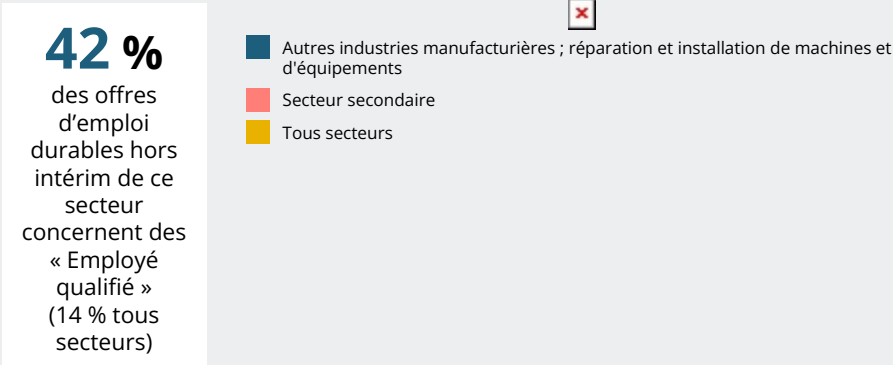 42 %
des offres
d’emploi
durables hors
intérim de ce
secteur
concernent des
« Employé
qualifié »
(14 % tous
secteurs)
Autres industries manufacturières ; réparation et installation de machines et
d'équipements
Secteur secondaire
Tous secteurs